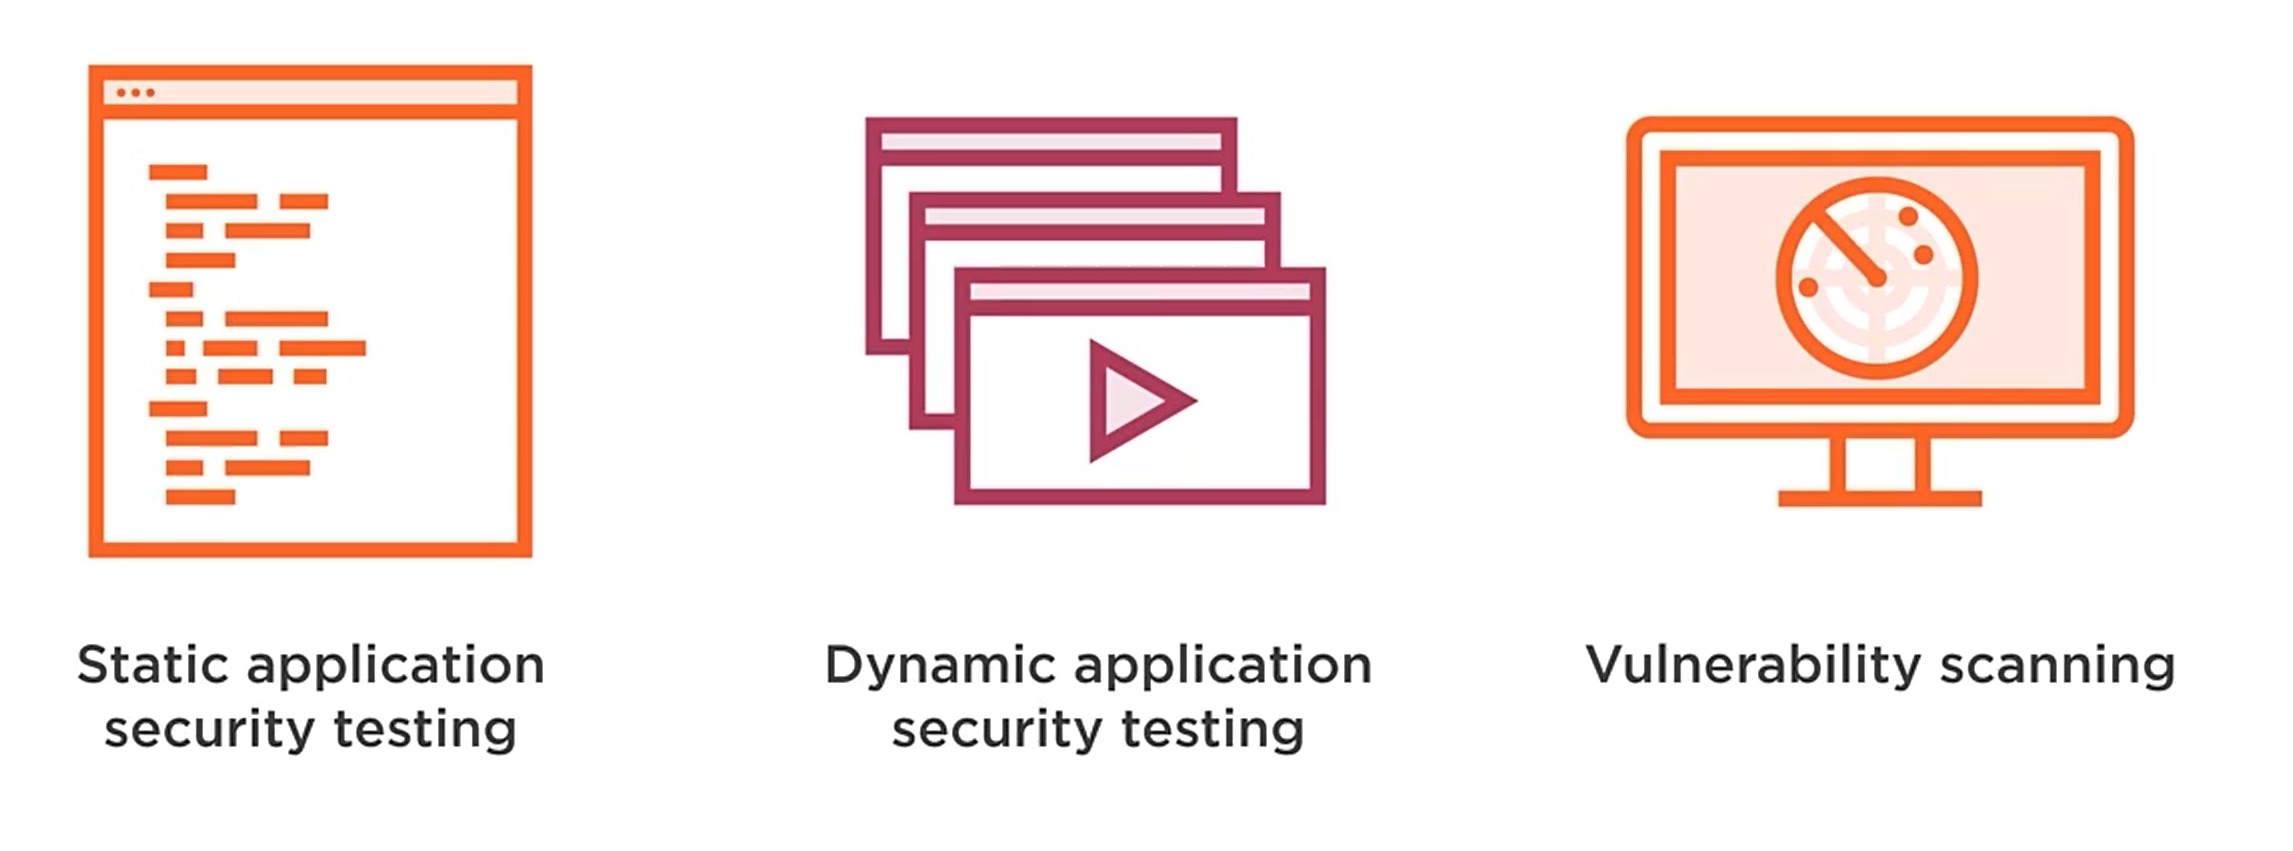 Static application
security testing
Dynamic application
security testing
Vulnerability scanning